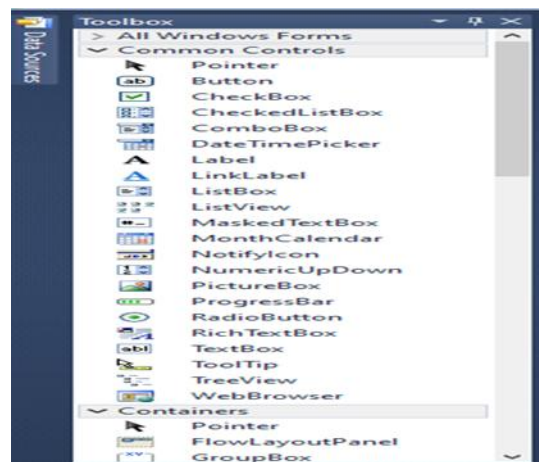 Data Sources
Toolbox
All Windows Forms
Common Controls
Pointer
Button
CheckBox
CheckedListBox
ComboBox
DateTimePicker
Label
LinkLabel
ListBox
ListView
MaskedTextBox
MonthCalendar
NotifyIcon
NumericUpDown
PictureBox
ProgressBar
RadioButton
RichTextBox
TextBox
ToolTip
TreeView
WebBrowser
Containers
Pointer
FlowLayoutPanel
GroupBox